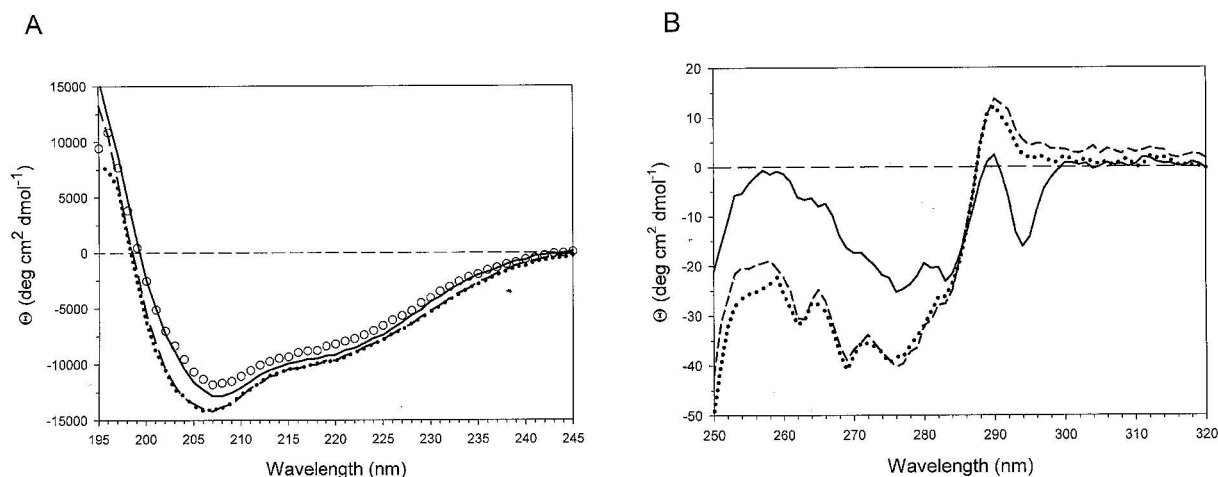 A
Θ (deg cm² dmol⁻¹)
15000
10000
5000
0
-5000
-10000
-15000
195 200 205 210 215 220 225 230 235 240 245
Wavelength (nm)
B
Θ (deg cm² dmol⁻¹)
20
10
0
-10
-20
-30
-40
-50
250 260 270 280 290 300 310 320
Wavelength (nm)